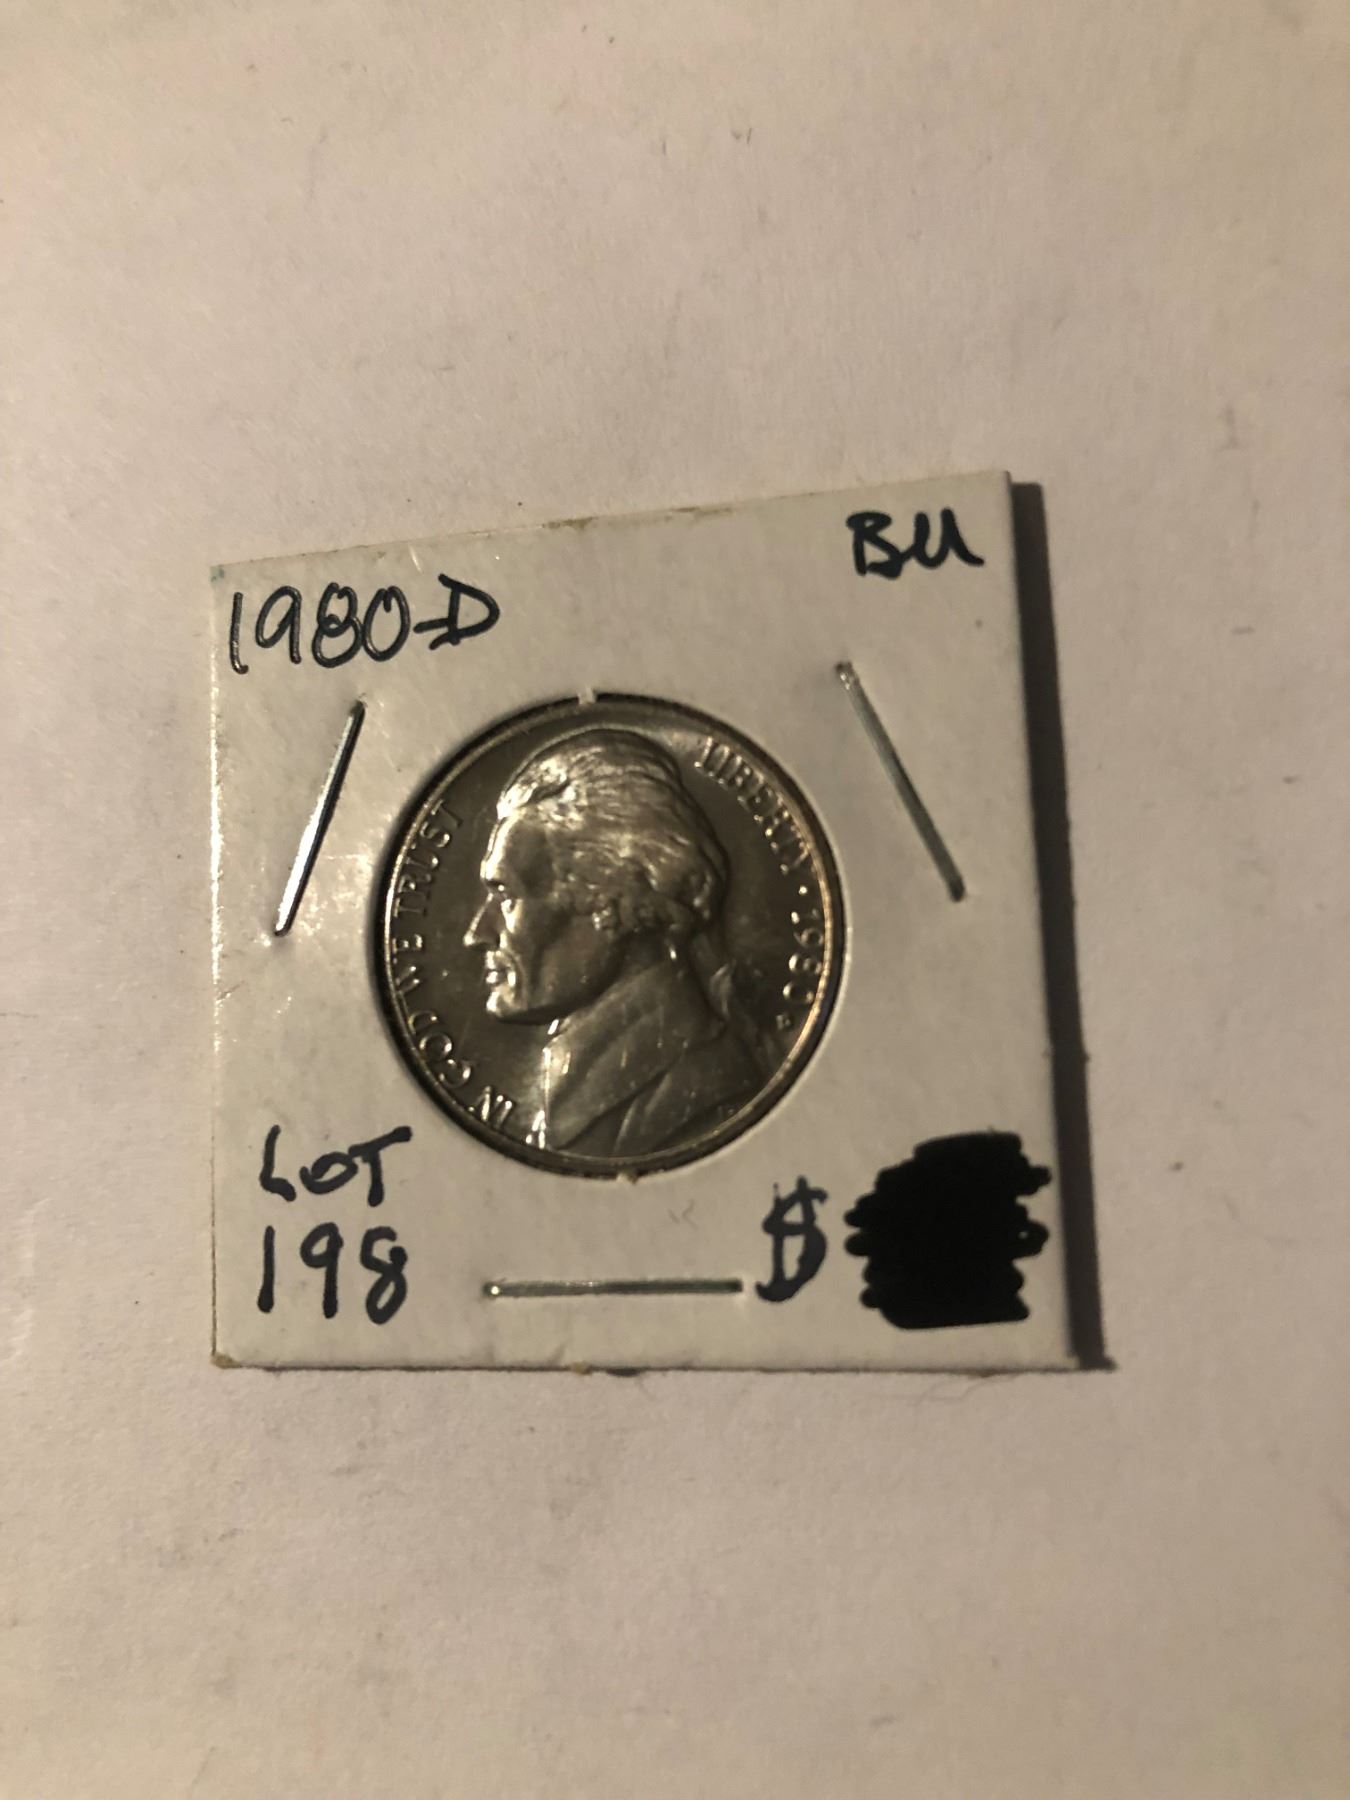 1980-D
BU
IN GOD WE TRUST
LIBERTY · 1980
LOT
198
$